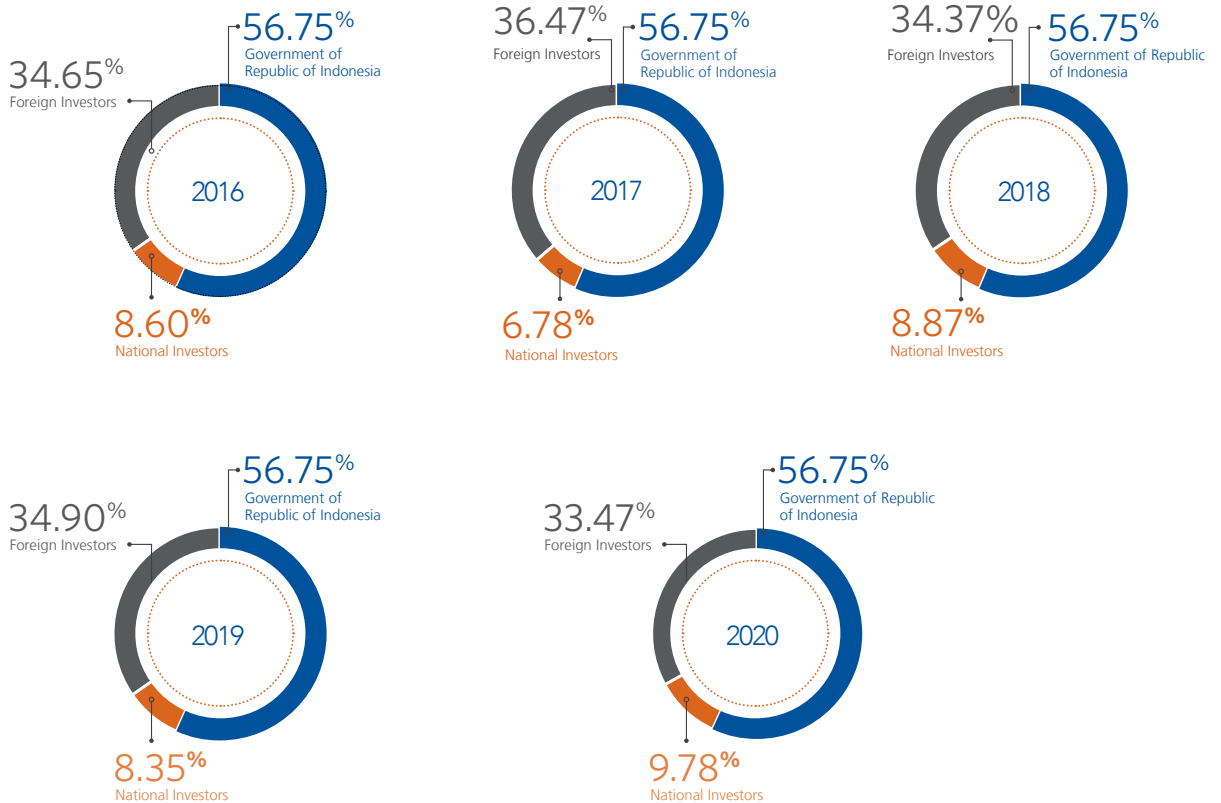 56.75%
Government of
Republic of Indonesia
34.65%
Foreign Investors
2016
8.60%
National Investors
36.47%
Foreign Investors
56.75%
Government of
Republic of Indonesia
2017
6.78%
National Investors
34.37%
Foreign Investors
56.75%
Government of Republic
of Indonesia
2018
8.87%
National Investors
56.75%
Government of
Republic of Indonesia
34.90%
Foreign Investors
2019
8.35%
National Investors
56.75%
Government of Republic
of Indonesia
33.47%
Foreign Investors
2020
9.78%
National Investors